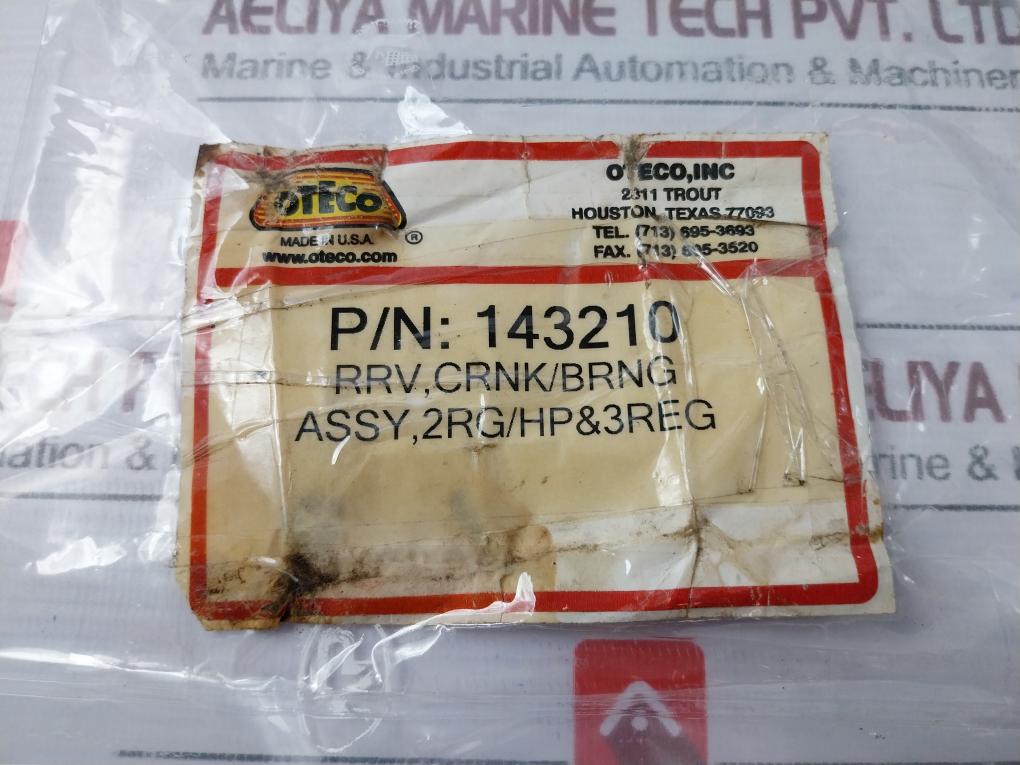 AELIYA MARINE TECH PVT. LTD
Marine & Industrial Automation & Machiner
OTECO
MADE IN U.S.A.
®
www.oteco.com
OTECO,INC
2311 TROUT
HOUSTON, TEXAS 77093
TEL. (713) 695-3693
FAX. (713) 695-3520
P/N: 143210
RRV,CRNK/BRNG
ASSY,2RG/HP&3REG
ELIYA
ation &
rine &